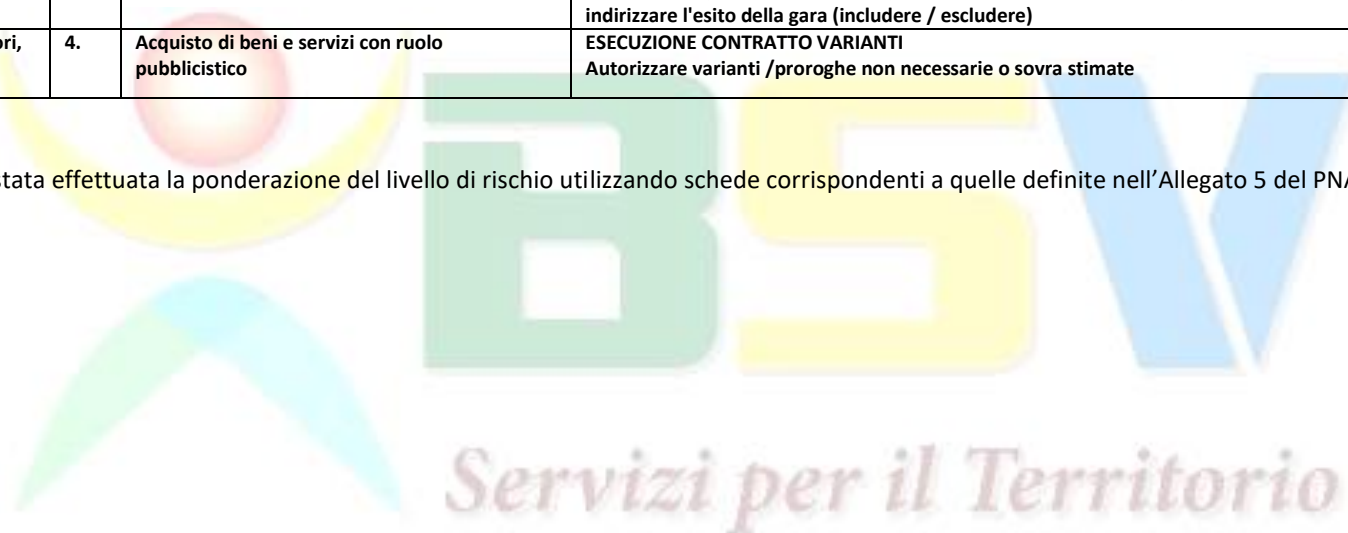 indirizzare l'esito della gara (includere / escludere)
ori, 4. Acquisto di beni e servizi con ruolo ESECUZIONE CONTRATTO VARIANTI
pubblicistico Autorizzare varianti /proroghe non necessarie o sovra stimate
tata effettuata la ponderazione del livello di rischio utilizzando schede corrispondenti a quelle definite nell’Allegato 5 del PNA
BSV
Servizi per il Territorio